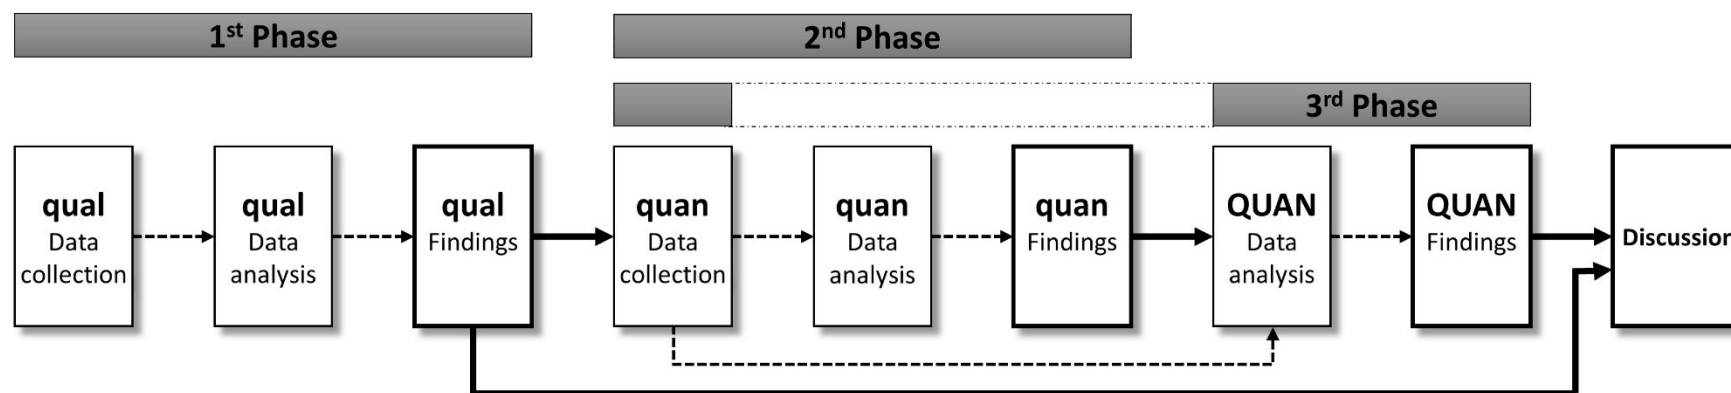 1st Phase
2nd Phase
3rd Phase
qual
Data
collection
qual
Data
analysis
qual
Findings
quan
Data
collection
quan
Data
analysis
quan
Findings
QUAN
Data
analysis
QUAN
Findings
Discussion